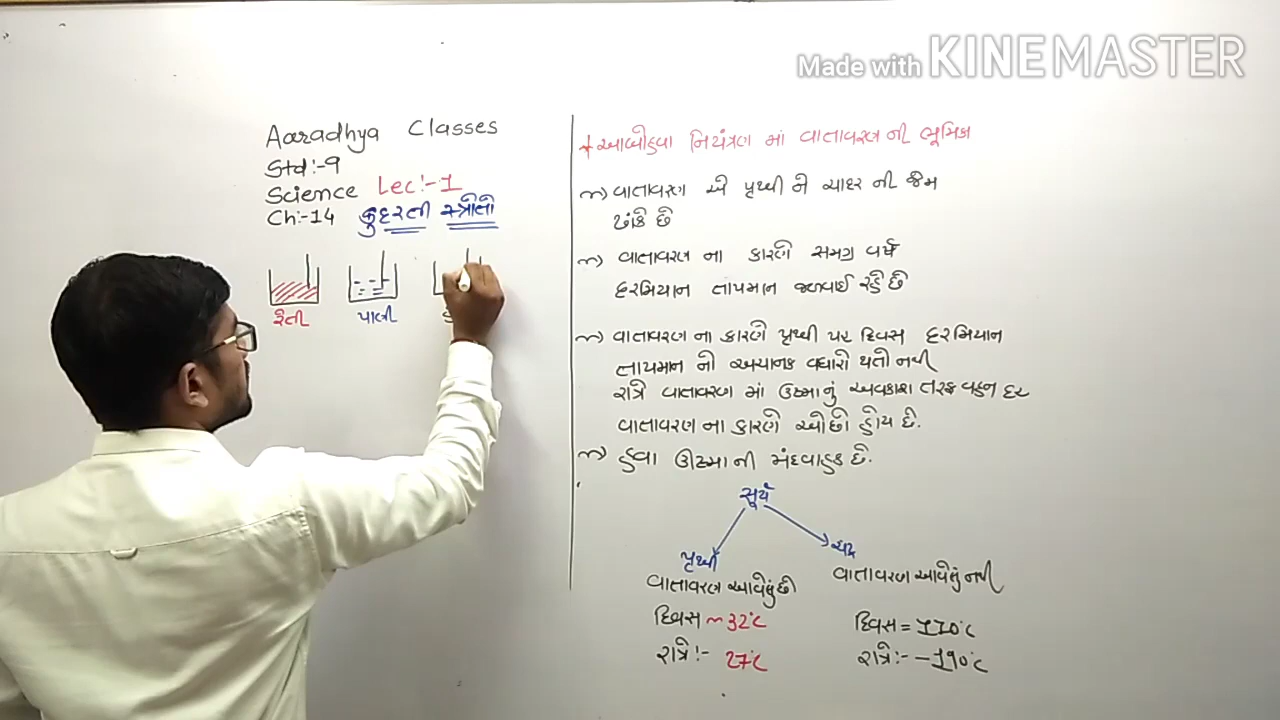 Made with KINEMASTER
Aaradhya Classes
Std:-9
Science Lec:-1
Ch:-14 કુદરતી સ્ત્રોતો
રેતી પાણી
* આબોહવા નિયંત્રણ માં વાતાવરણ ની ભૂમિકા
~) વાતાવરણ એ પૃથ્વી ને ચાદર ની જેમ
ઢાંકે છે
~) વાતાવરણ ના કારણે સમગ્ર વર્ષ
દરમિયાન તાપમાન જળવાઈ રહે છે
~) વાતાવરણ ના કારણે પૃથ્વી પર દિવસ દરમિયાન
તાપમાન નો અચાનક વધારો થતો નથી
રાત્રે વાતાવરણ માં ઉષ્માનું અવકાશ તરફ વહન દર
વાતાવરણ ના કારણે ઓછો હોય છે.
~) હવા ઊષ્મા ની મંદવાહક છે.
સૂર્ય
પૃથ્વી ચંદ્ર
વાતાવરણ આવેલું છે વાતાવરણ આવેલું નથી
દિવસ ~ 32°C દિવસ = 110°C
રાત્રે:- 27°C રાત્રે:- -190°C